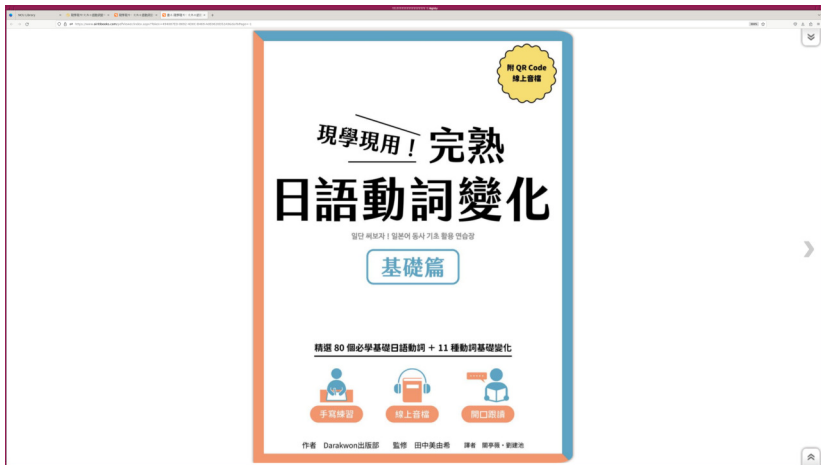 附 QR Code
線上音檔
現學現用！完熟
日語動詞變化
일단 써보자！일본어 동사 기초 활용 연습장
基礎篇
精選 80 個必學基礎日語動詞 ＋ 11 種動詞基礎變化
手寫練習
線上音檔
開口跟讀
作者 Darakwon出版部 監修 田中美由希 譯者 關亭薇・劉建池